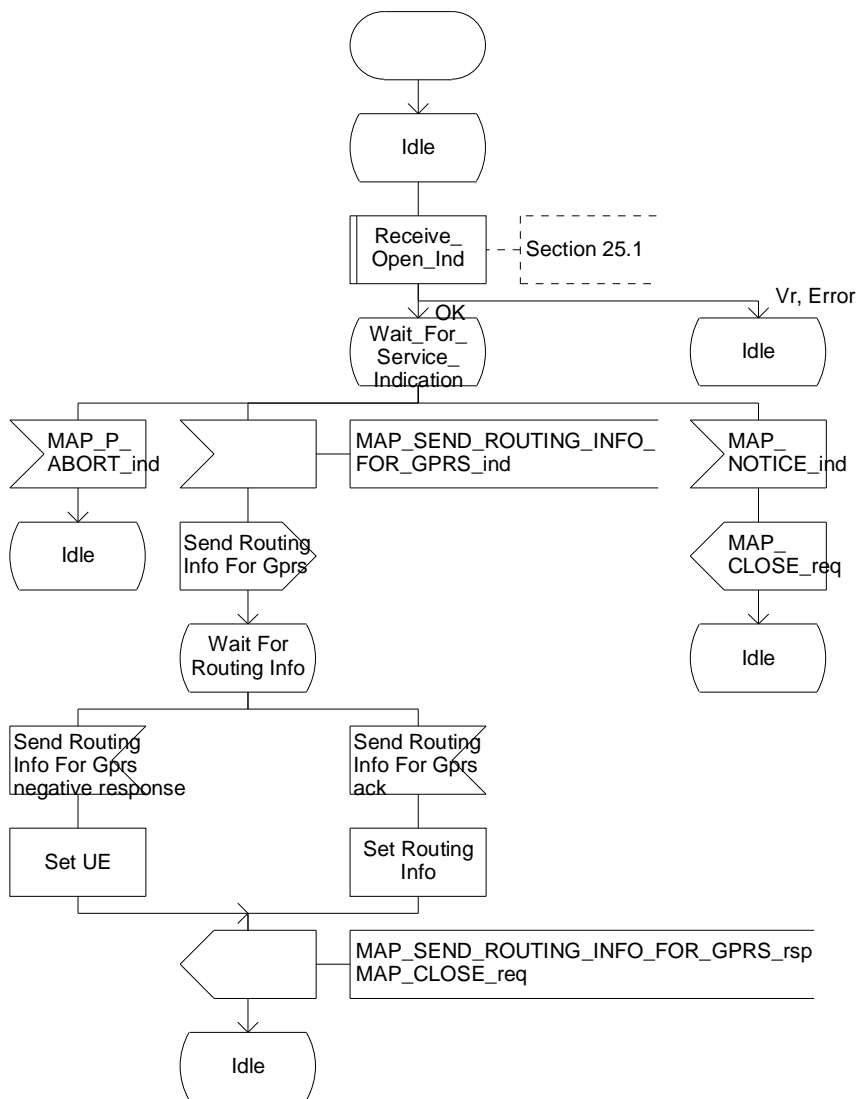 Idle
Receive_
Open_Ind
Section 25.1
Vr, Error
OK
Wait_For_
Service_
Indication
Idle
MAP_P_
ABORT_ind
MAP_SEND_ROUTING_INFO_
FOR_GPRS_ind
MAP_
NOTICE_ind
Idle
Send Routing
Info For Gprs
MAP_
CLOSE_req
Wait For
Routing Info
Idle
Send Routing
Info For Gprs
negative response
Send Routing
Info For Gprs
ack
Set UE
Set Routing
Info
MAP_SEND_ROUTING_INFO_FOR_GPRS_rsp
MAP_CLOSE_req
Idle